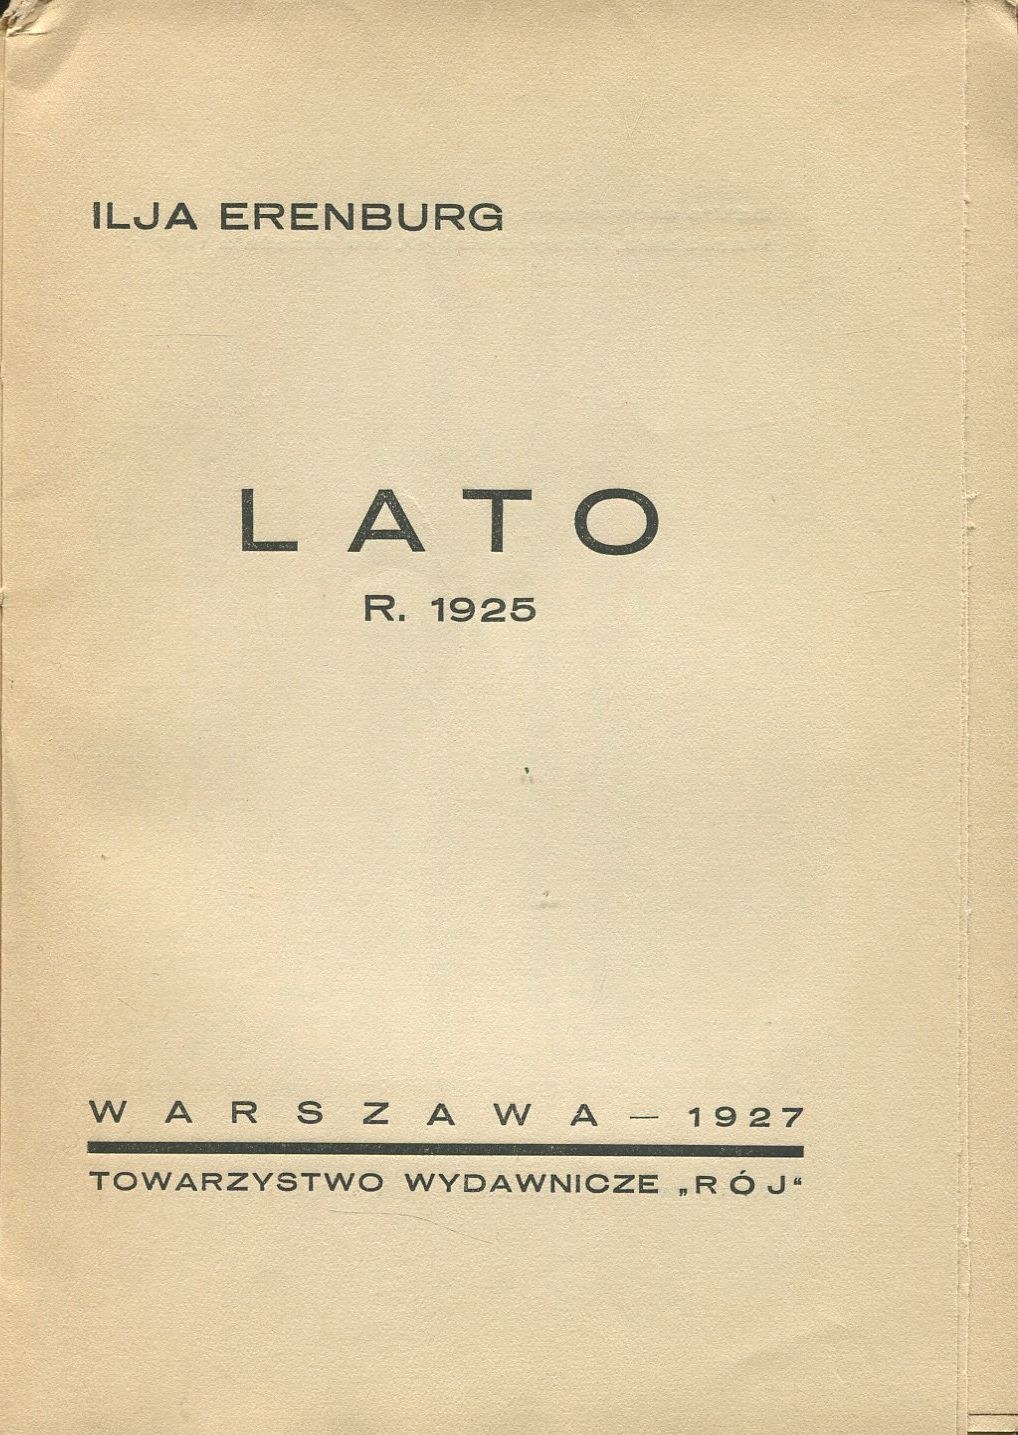 ILJA ERENBURG
LATO
R. 1925
WARSZAWA — 1927
TOWARZYSTWO WYDAWNICZE „RÓJ“